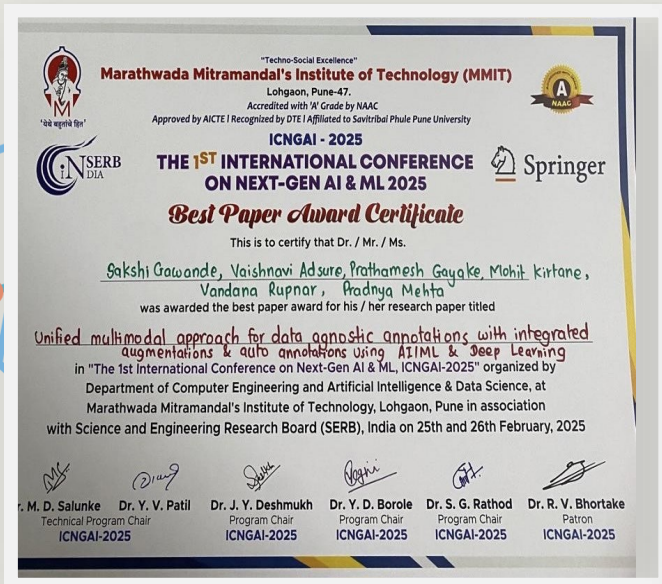 "Techno-Social Excellence"
Marathwada Mitramandal's Institute of Technology (MMIT)
Lohgaon, Pune-47.
Accredited with 'A' Grade by NAAC
Approved by AICTE I Recognized by DTE I Affiliated to Savitribai Phule Pune University
'येथे बहुतांचे हित'
A
NAAC
iNSERB
INDIA
ICNGAI - 2025
THE 1ST INTERNATIONAL CONFERENCE
ON NEXT-GEN AI & ML 2025
Springer
Best Paper Award Certificate
This is to certify that Dr. / Mr. / Ms.
Sakshi Gawande, Vaishnavi Adsure, Prathamesh Gayake, Mohit Kirtane,
Vandana Rupnar, Pradnya Mehta
was awarded the best paper award for his / her research paper titled
Unified multimodal approach for data agnostic annotations with integrated
augmentations & auto annotations using AIIML & Deep Learning
in "The 1st International Conference on Next-Gen AI & ML, ICNGAI-2025" organized by
Department of Computer Engineering and Artificial Intelligence & Data Science, at
Marathwada Mitramandal's Institute of Technology, Lohgaon, Pune in association
with Science and Engineering Research Board (SERB), India on 25th and 26th February, 2025
r. M. D. Salunke Dr. Y. V. Patil Dr. J. Y. Deshmukh Dr. Y. D. Borole Dr. S. G. Rathod Dr. R. V. Bhortake
Technical Program Chair Program Chair Program Chair Program Chair Patron
ICNGAI-2025 ICNGAI-2025 ICNGAI-2025 ICNGAI-2025 ICNGAI-2025